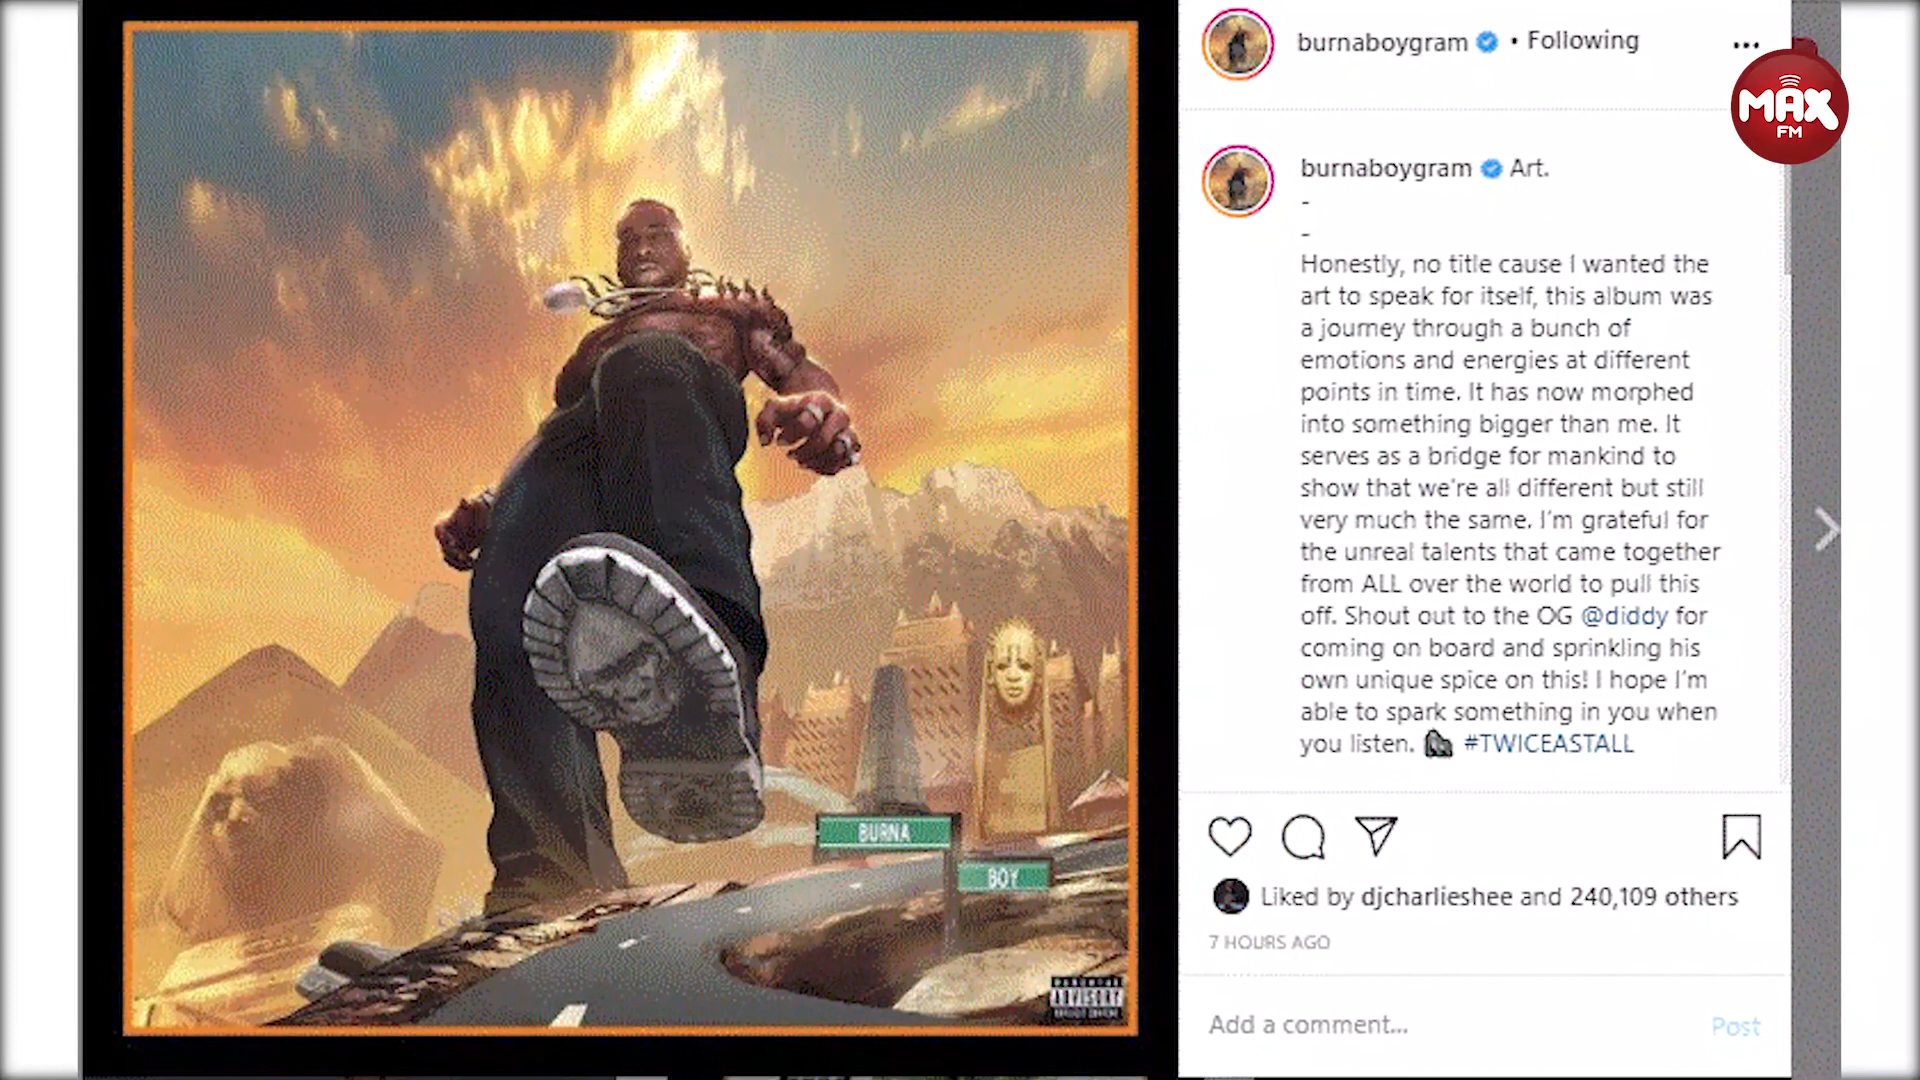 burnaboygram • Following
MAX
FM
burnaboygram Art.
-
-
Honestly, no title cause I wanted the
art to speak for itself, this album was
a journey through a bunch of
emotions and energies at different
points in time. It has now morphed
into something bigger than me. It
serves as a bridge for mankind to
show that we're all different but still
very much the same. I'm grateful for
the unreal talents that came together
from ALL over the world to pull this
off. Shout out to the OG @diddy for
coming on board and sprinkling his
own unique spice on this! I hope I'm
able to spark something in you when
you listen. 🦍 #TWICEASTALL
BURNA
BOY
ADVISORY
Liked by djcharlieshee and 240,109 others
7 HOURS AGO
Add a comment... Post